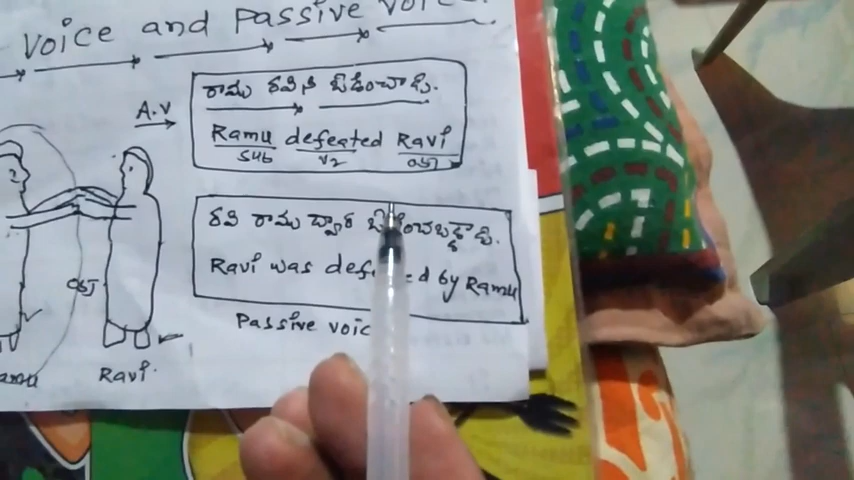 Voice and Passive Voice
రాము రవిని ఓడించాడు.
A.V
Ramu defeated Ravi
Sub V2 obj
రవి రాము ద్వార
Ravi was by Ramu
obj
Passive
Ravi